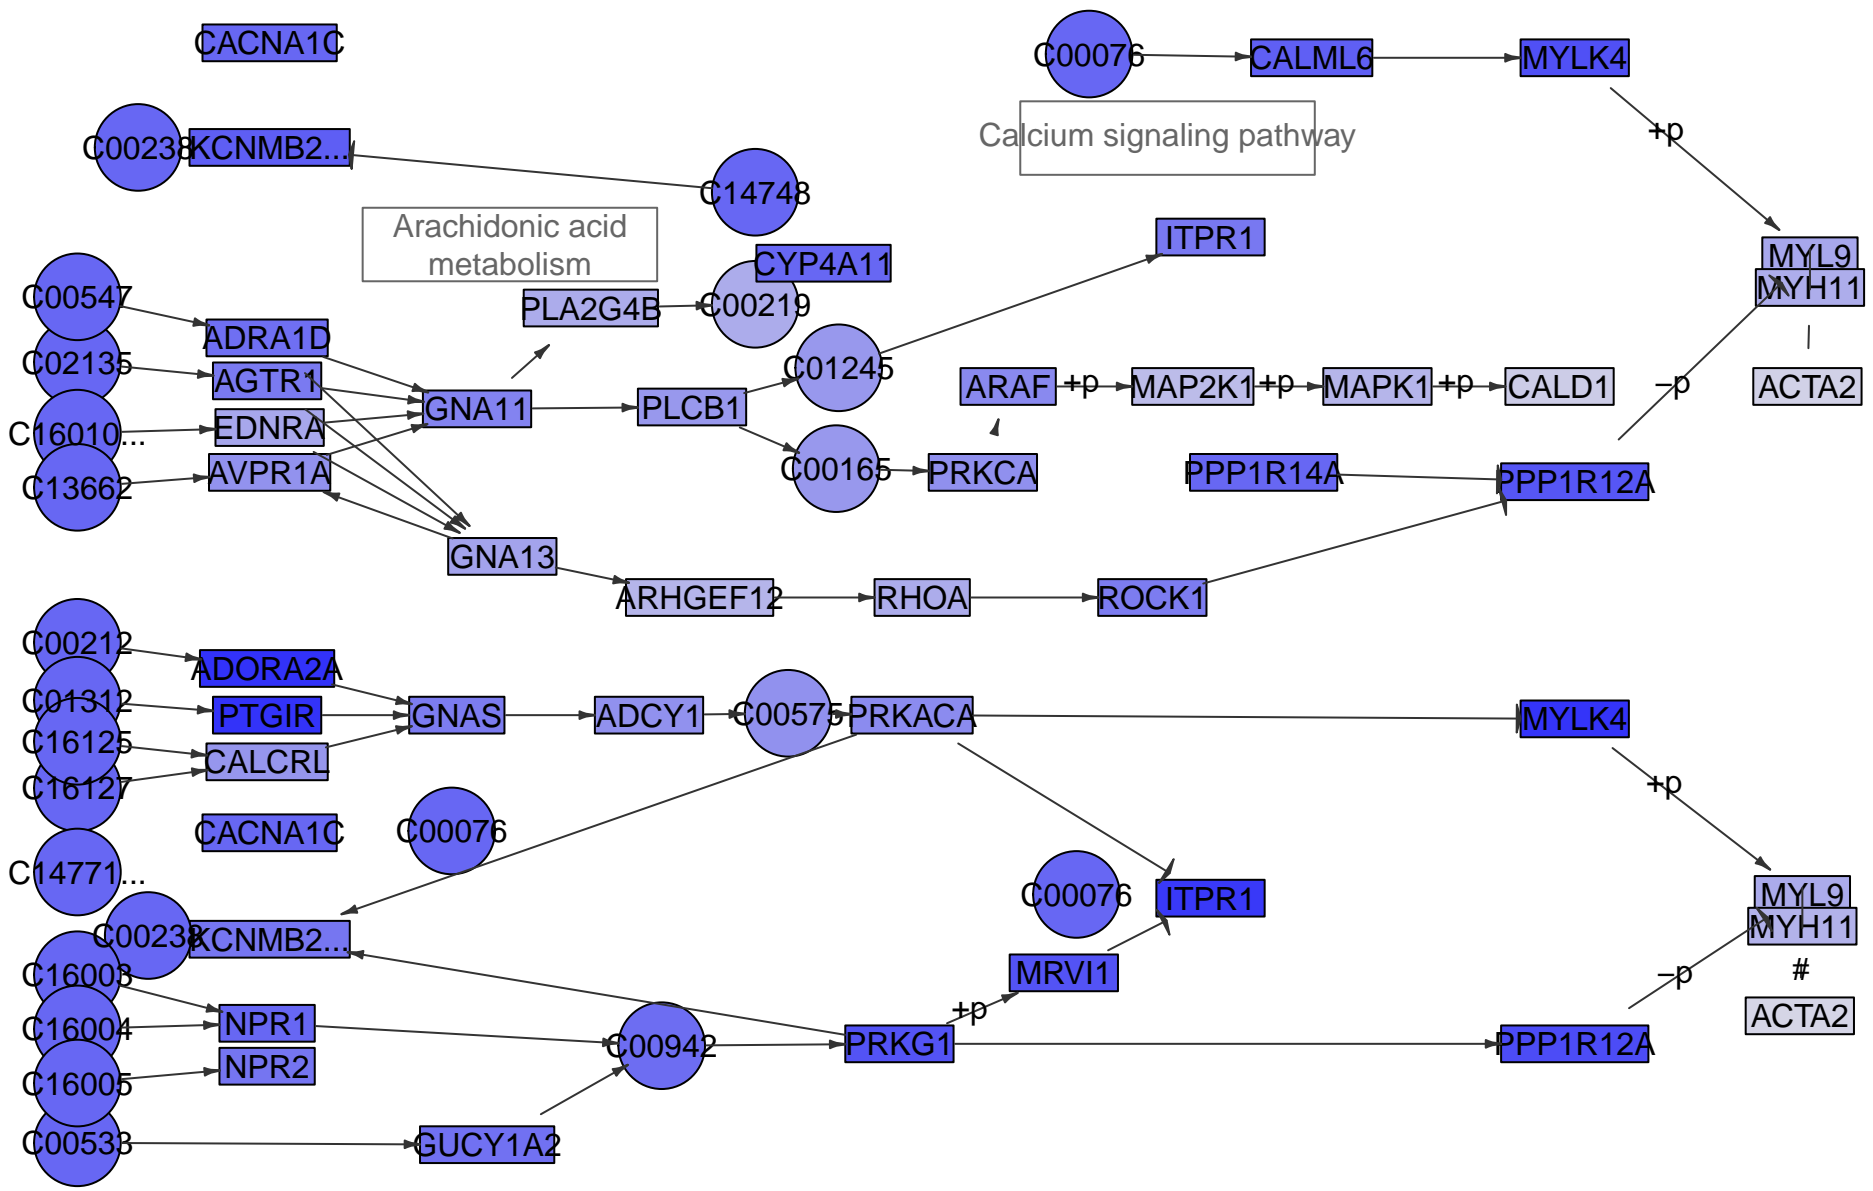 CACNA1C
C00076
CALML6
MYLK4
+p
C00238
KCNMB2...
Calcium signaling pathway
C14748
Arachidonic acid
metabolism
ITPR1
CYP4A11
MYL9
MYH11
C00547
PLA2G4B
C00219
ADRA1D
C02135
AGTR1
C01245
ARAF
+p
MAP2K1
+p
MAPK1
+p
CALD1
–p
ACTA2
GNA11
PLCB1
C16010...
EDNRA
C13662
AVPR1A
C00165
PRKCA
PPP1R14A
PPP1R12A
GNA13
ARHGEF12
RHOA
ROCK1
C00212
ADORA2A
C01312
PTGIR
GNAS
ADCY1
C00575
PRKACA
MYLK4
C16125
CALCRL
C16127
+p
CACNA1C
C00076
C14771...
C00076
ITPR1
MYL9
MYH11
C00238
KCNMB2...
C16003
MRVI1
–p
#
+p
ACTA2
C16004
NPR1
C00942
PRKG1
PPP1R12A
NPR2
C16005
C00533
GUCY1A2